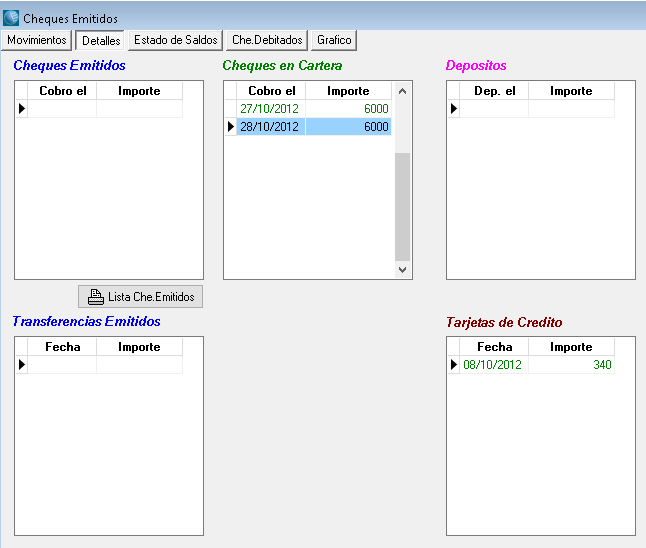 Cheques Emitidos
Movimientos Detalles Estado de Saldos Che.Debitados Grafico
Cheques Emitidos
Cobro el Importe
Cheques en Cartera
Cobro el Importe
27/10/2012 6000
28/10/2012 6000
Depositos
Dep. el Importe
Lista Che.Emitidos
Transferencias Emitidos
Fecha Importe
Tarjetas de Credito
Fecha Importe
08/10/2012 340